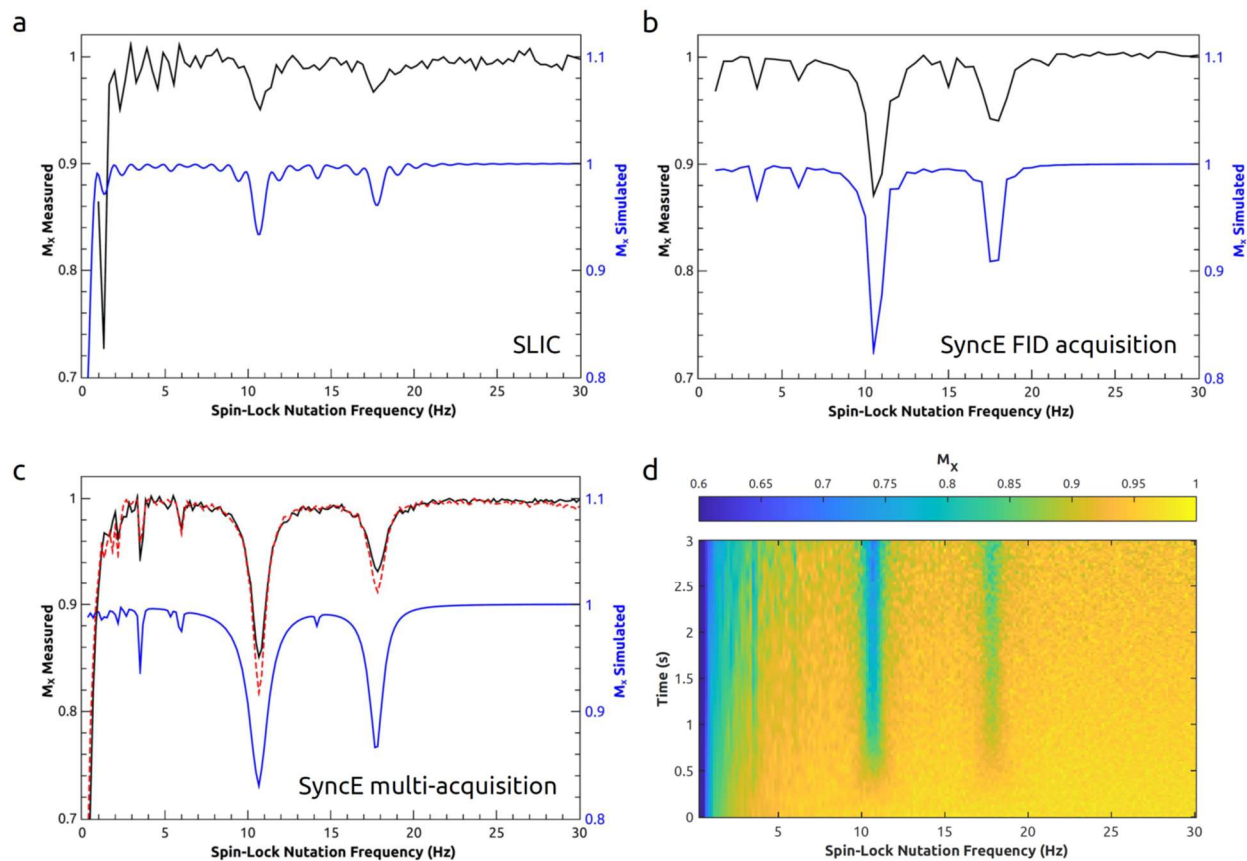 a
1
0.9
0.8
0.7
Mx Measured
1.1
1
0.9
0.8
Mx Simulated
SLIC
0 5 10 15 20 25 30
Spin-Lock Nutation Frequency (Hz)
b
1
0.9
0.8
0.7
Mx Measured
1.1
1
0.9
0.8
Mx Simulated
SyncE FID acquisition
0 5 10 15 20 25 30
Spin-Lock Nutation Frequency (Hz)
c
1
0.9
0.8
0.7
Mx Measured
1.1
1
0.9
0.8
Mx Simulated
SyncE multi-acquisition
0 5 10 15 20 25 30
Spin-Lock Nutation Frequency (Hz)
d
Mx
0.6 0.65 0.7 0.75 0.8 0.85 0.9 0.95 1
3
2.5
2
1.5
1
0.5
0
Time (s)
5 10 15 20 25 30
Spin-Lock Nutation Frequency (Hz)